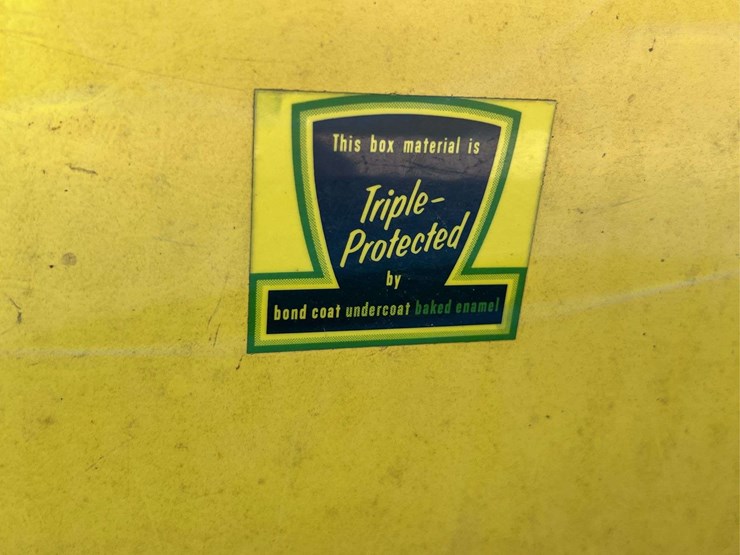 This box material is
Triple-
Protected
by
bond coat undercoat baked enamel